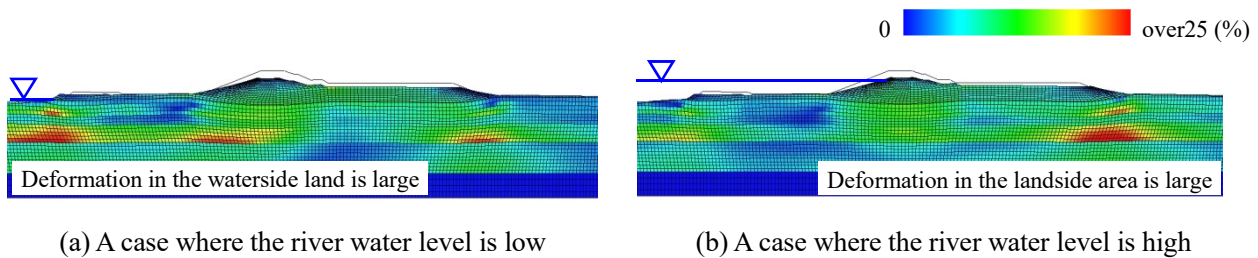 0 over25 (%)
Deformation in the waterside land is large
Deformation in the landside area is large
(a) A case where the river water level is low
(b) A case where the river water level is high